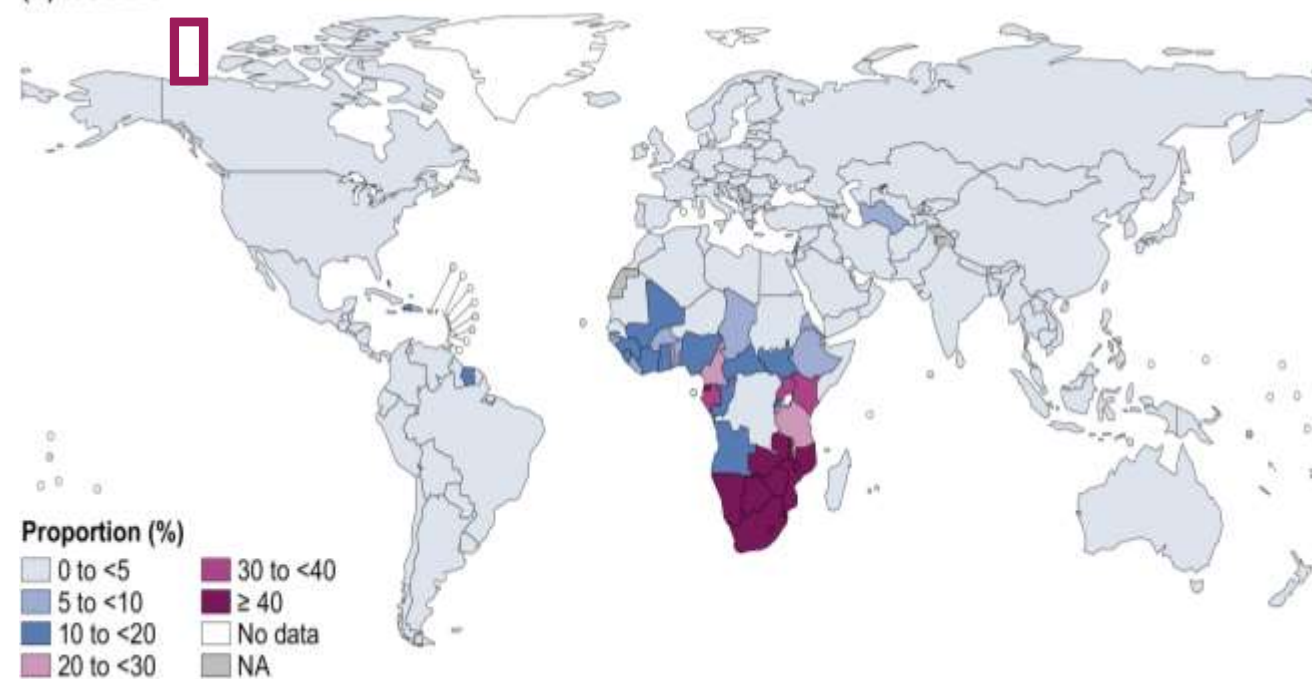 Proportion (%)
0 to <5
5 to <10
10 to <20
20 to <30
30 to <40
≥ 40
No data
NA